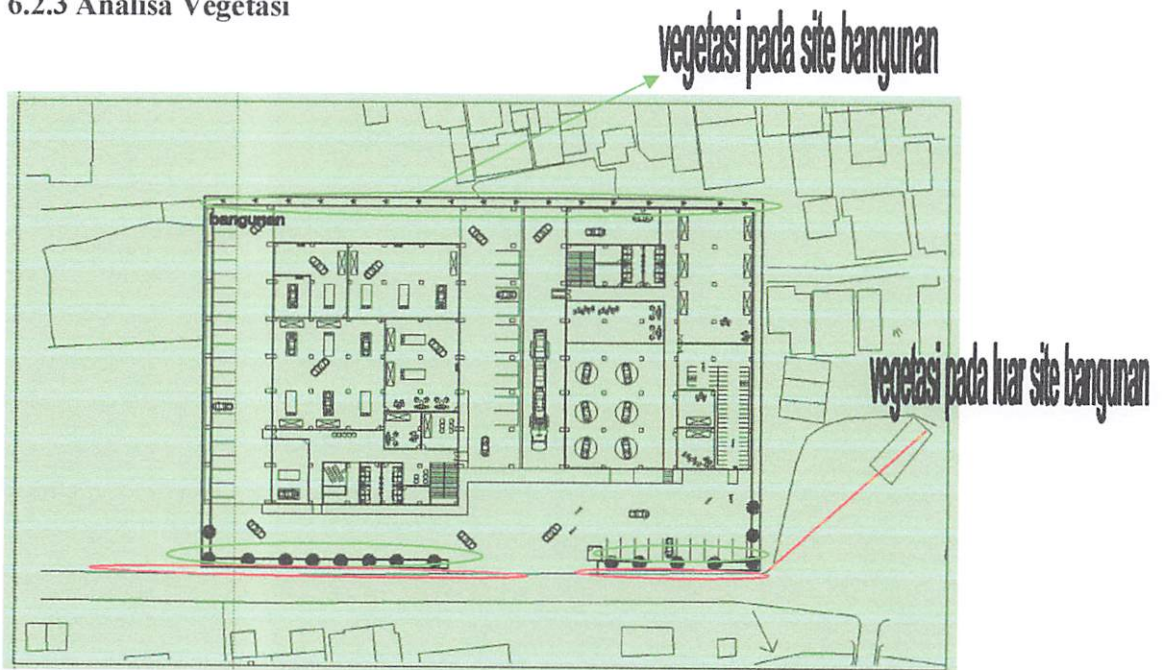 6.2.3 Analisa Vegetasi
vegetasi pada site bangunan
bangunan
vegetasi pada luar site bangunan